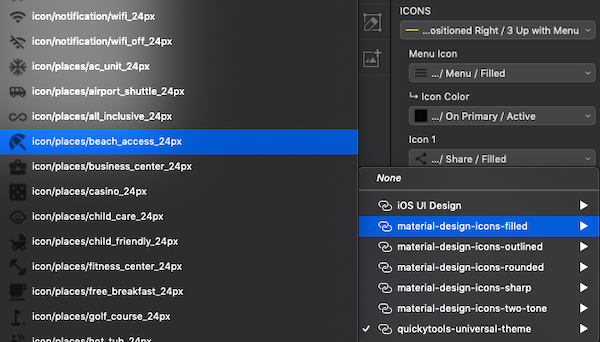 icon/notification/wifi_24px
icon/notification/wifi_off_24px
icon/places/ac_unit_24px
icon/places/airport_shuttle_24px
icon/places/all_inclusive_24px
icon/places/beach_access_24px
icon/places/business_center_24px
icon/places/casino_24px
icon/places/child_care_24px
icon/places/child_friendly_24px
icon/places/fitness_center_24px
icon/places/free_breakfast_24px
icon/places/golf_course_24px
icon/places/hot_tub_24px
ICONS
...ositioned Right / 3 Up with Menu
Menu Icon
.../ Menu / Filled
↳ Icon Color
.../ On Primary / Active
Icon 1
.../ Share / Filled
None
iOS UI Design
material-design-icons-filled
material-design-icons-outlined
material-design-icons-rounded
material-design-icons-sharp
material-design-icons-two-tone
quickytools-universal-theme